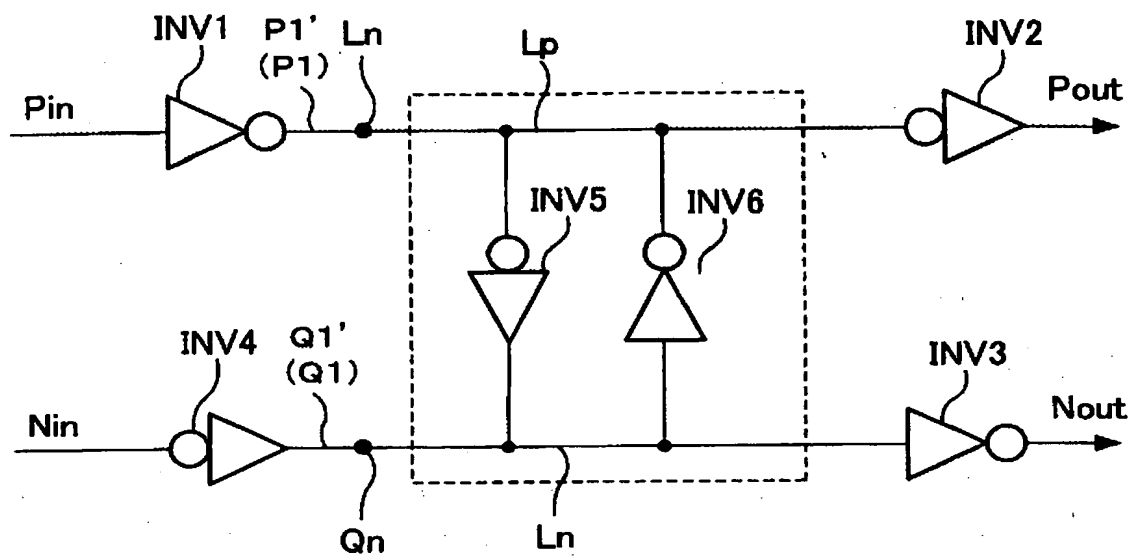 INV1
P1'
(P1)
Ln
Lp
INV2
Pin
Pout
INV5
INV6
INV4
Q1'
(Q1)
INV3
Nin
Nout
Qn
Ln